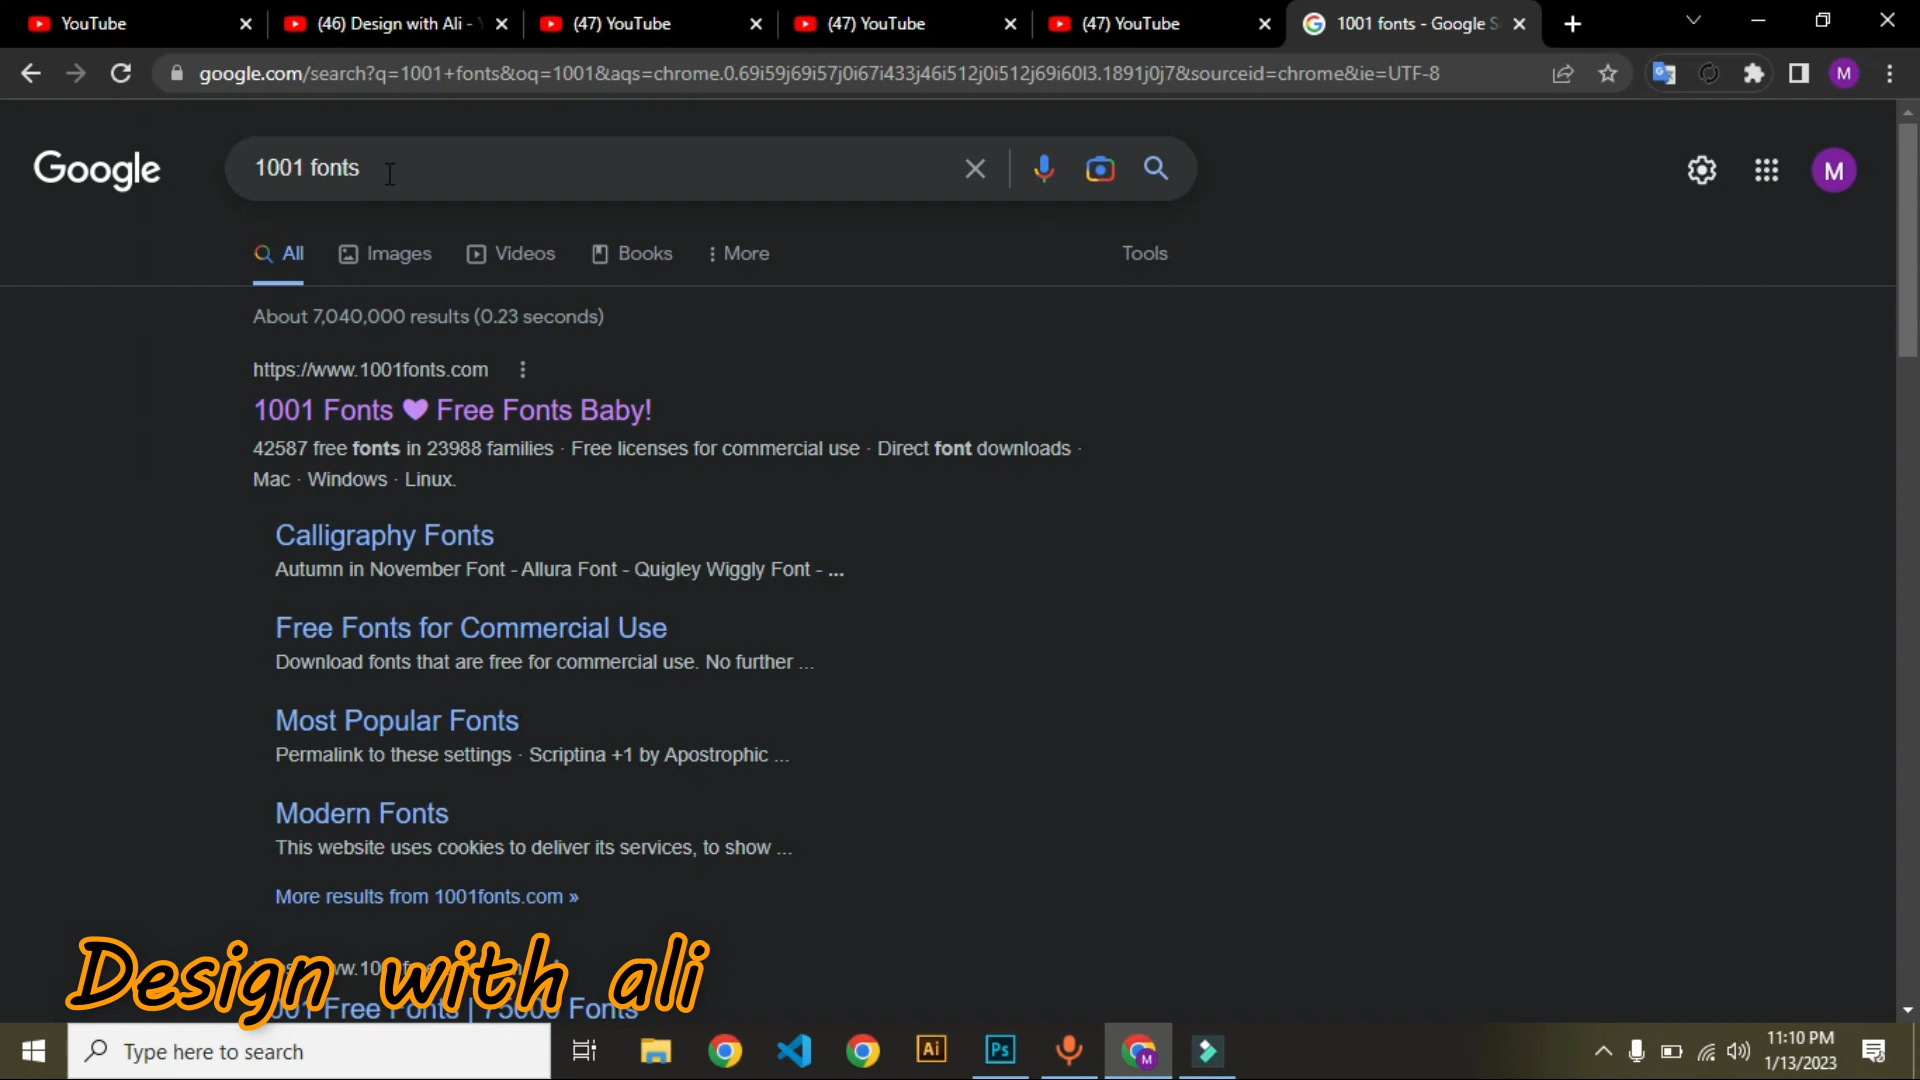 YouTube
(46) Design with Ali -
(47) YouTube
(47) YouTube
(47) YouTube
1001 fonts - Google S
google.com/search?q=1001+fonts&oq=1001&aqs=chrome.0.69i59j69i57j0i67i433j46i512j0i512j69i60l3.1891j0j7&sourceid=chrome&ie=UTF-8
M
Google
1001 fonts
M
All
Images
Videos
Books
More
Tools
About 7,040,000 results (0.23 seconds)
https://www.1001fonts.com
1001 Fonts ♥ Free Fonts Baby!
42587 free fonts in 23988 families · Free licenses for commercial use · Direct font downloads ·
Mac · Windows · Linux.
Calligraphy Fonts
Autumn in November Font - Allura Font - Quigley Wiggly Font - ...
Free Fonts for Commercial Use
Download fonts that are free for commercial use. No further ...
Most Popular Fonts
Permalink to these settings · Scriptina +1 by Apostrophic ...
Modern Fonts
This website uses cookies to deliver its services, to show ...
More results from 1001fonts.com »
Design with ali
Free Fonts | 75000 Fonts
Type here to search
Ai
Ps
M
11:10 PM
1/13/2023